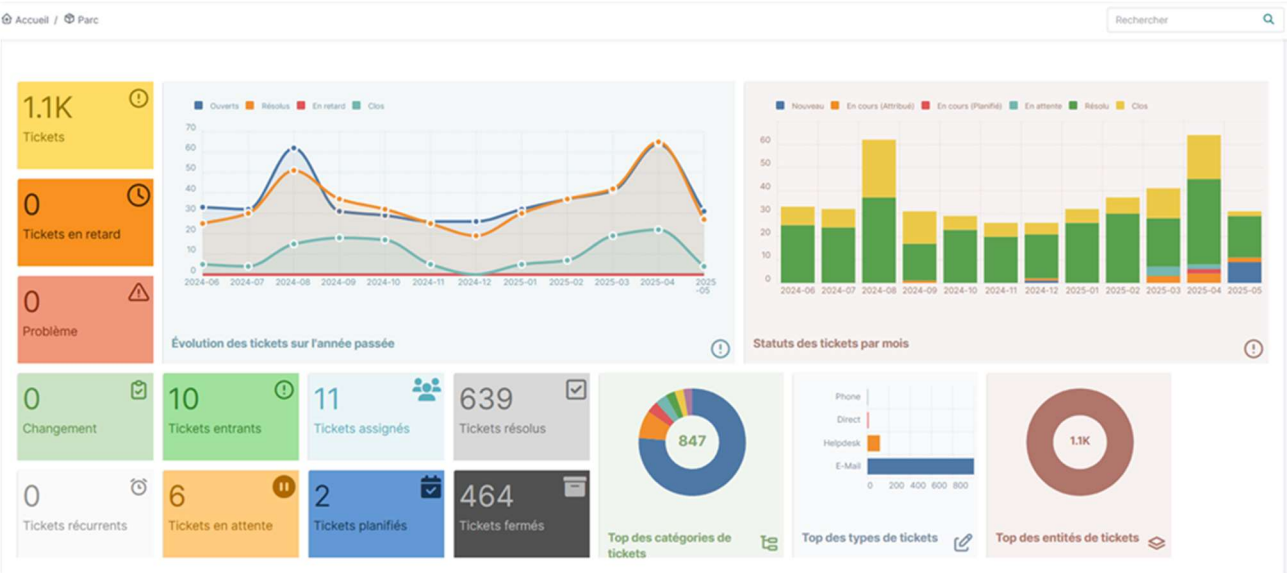 Accueil / Parc
Rechercher
1.1K
Tickets
0
Tickets en retard
0
Problème
Ouverts Résolus En retard Clos
70
60
50
40
30
20
10
0
2024-06 2024-07 2024-08 2024-09 2024-10 2024-11 2024-12 2025-01 2025-02 2025-03 2025-04 2025
-05
Évolution des tickets sur l'année passée
Nouveau En cours (Attribué) En cours (Planifié) En attente Résolu Clos
60
50
40
30
20
10
0
2024-06 2024-07 2024-08 2024-09 2024-10 2024-11 2024-12 2025-01 2025-02 2025-03 2025-04 2025-05
Statuts des tickets par mois
0
Changement
10
Tickets entrants
11
Tickets assignés
639
Tickets résolus
0
Tickets récurrents
6
Tickets en attente
2
Tickets planifiés
464
Tickets fermés
847
Top des catégories de
tickets
Phone
Direct
Helpdesk
E-Mail
0 200 400 600 800
Top des types de tickets
1.1K
Top des entités de tickets